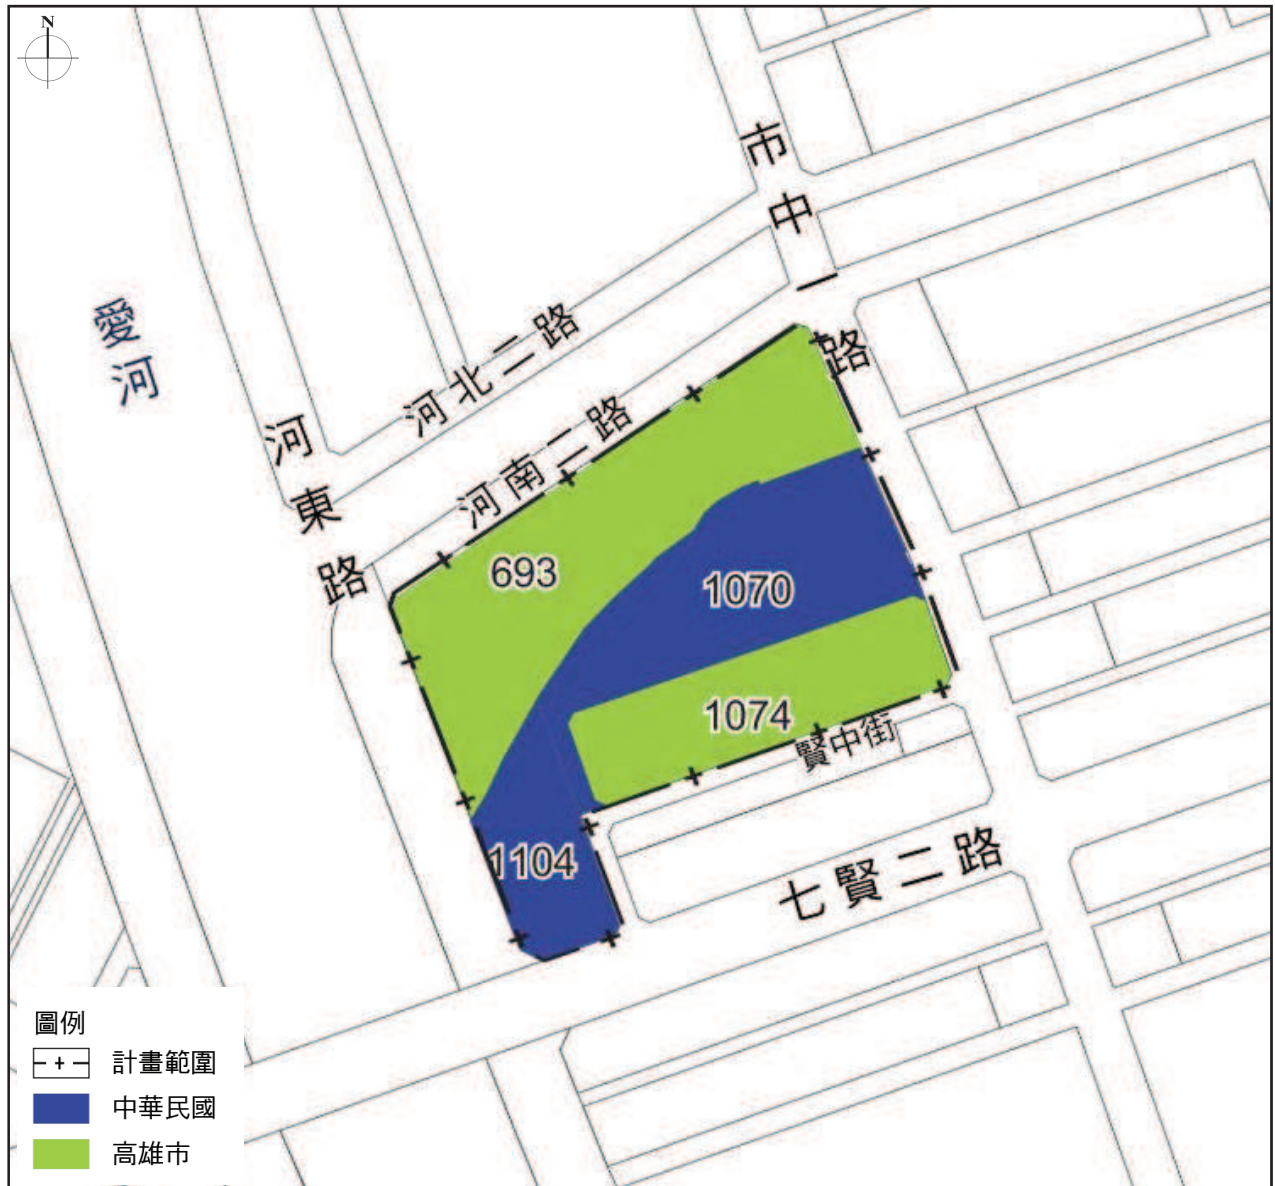 N
市中一路
愛河
河北二路
河南二路
河東路
693
1070
1074
賢中街
1104
七賢二路
圖例
計畫範圍
中華民國
高雄市